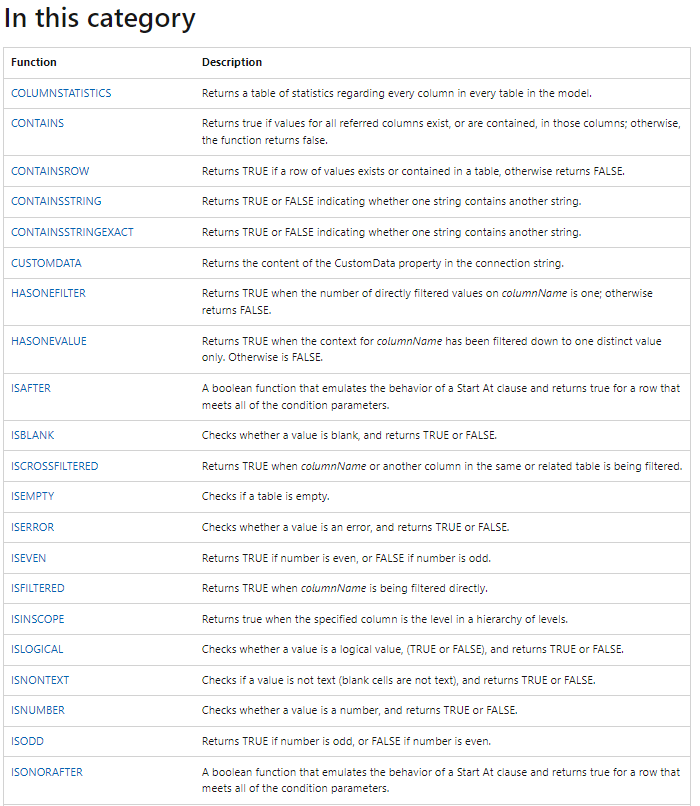 In this category
Function Description
COLUMNSTATISTICS Returns a table of statistics regarding every column in every table in the model.
CONTAINS Returns true if values for all referred columns exist, or are contained, in those columns; otherwise,
the function returns false.
CONTAINSROW Returns TRUE if a row of values exists or contained in a table, otherwise returns FALSE.
CONTAINSSTRING Returns TRUE or FALSE indicating whether one string contains another string.
CONTAINSSTRINGEXACT Returns TRUE or FALSE indicating whether one string contains another string.
CUSTOMDATA Returns the content of the CustomData property in the connection string.
HASONEFILTER Returns TRUE when the number of directly filtered values on columnName is one; otherwise
returns FALSE.
HASONEVALUE Returns TRUE when the context for columnName has been filtered down to one distinct value
only. Otherwise is FALSE.
ISAFTER A boolean function that emulates the behavior of a Start At clause and returns true for a row that
meets all of the condition parameters.
ISBLANK Checks whether a value is blank, and returns TRUE or FALSE.
ISCROSSFILTERED Returns TRUE when columnName or another column in the same or related table is being filtered.
ISEMPTY Checks if a table is empty.
ISERROR Checks whether a value is an error, and returns TRUE or FALSE.
ISEVEN Returns TRUE if number is even, or FALSE if number is odd.
ISFILTERED Returns TRUE when columnName is being filtered directly.
ISINSCOPE Returns true when the specified column is the level in a hierarchy of levels.
ISLOGICAL Checks whether a value is a logical value, (TRUE or FALSE), and returns TRUE or FALSE.
ISNONTEXT Checks if a value is not text (blank cells are not text), and returns TRUE or FALSE.
ISNUMBER Checks whether a value is a number, and returns TRUE or FALSE.
ISODD Returns TRUE if number is odd, or FALSE if number is even.
ISONORAFTER A boolean function that emulates the behavior of a Start At clause and returns true for a row that
meets all of the condition parameters.